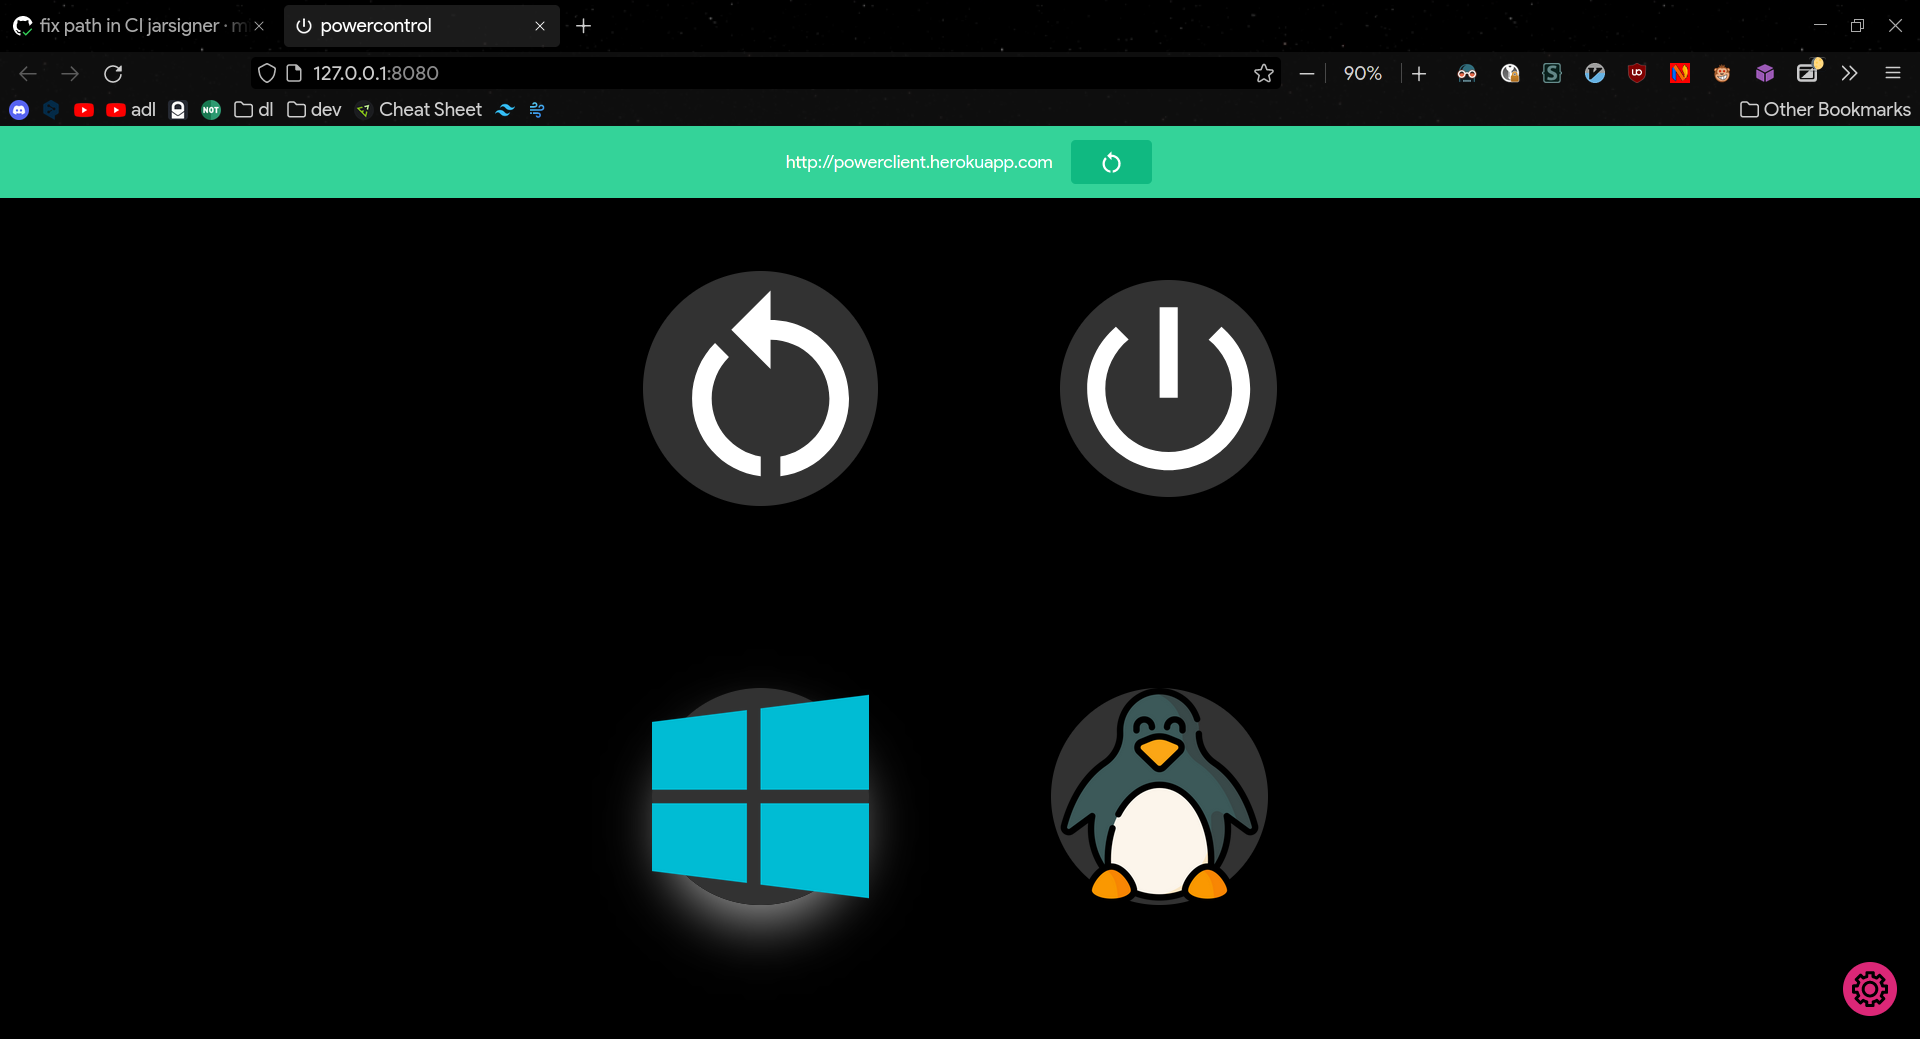 fix path in CI jarsigner · m
powercontrol
127.0.0.1:8080
90%
adl
NOT
dl
dev
Cheat Sheet
Other Bookmarks
http://powerclient.herokuapp.com